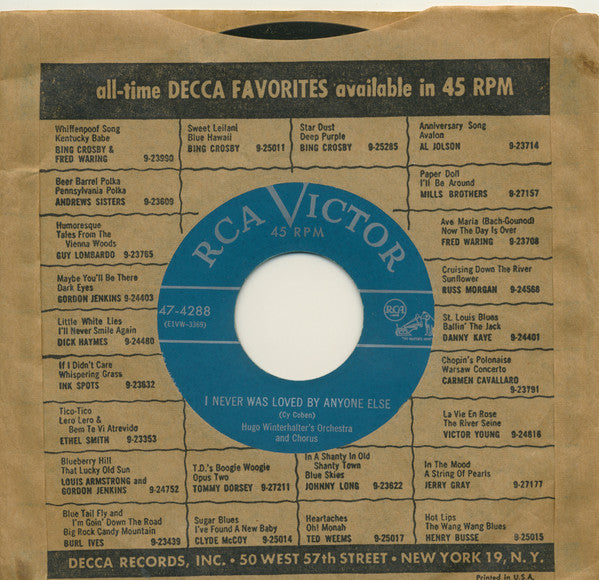 all-time DECCA FAVORITES available in 45 RPM
Whiffenpoof Song
Kentucky Babe
BING CROSBY &
FRED WARING 9-23990
Sweet Leilani
Blue Hawaii
BING CROSBY 9-25011
Star Dust
Deep Purple
BING CROSBY 9-25285
Anniversary Song
Avalon
AL JOLSON 9-23714
Beer Barrel Polka
Pennsylvania Polka
ANDREWS SISTERS 9-23609
Paper Doll
I'll Be Around
MILLS BROTHERS 9-27157
Humoresque
Tales From The
Vienna Woods
GUY LOMBARDO 9-23765
Ave Maria (Bach-Gounod)
Now The Day Is Over
FRED WARING 9-23708
Maybe You'll Be There
Dark Eyes
GORDON JENKINS 9-24403
Cruising Down The River
Sunflower
RUSS MORGAN 9-24568
Little White Lies
I'll Never Smile Again
DICK HAYMES 9-24480
St. Louis Blues
Ballin' The Jack
DANNY KAYE 9-24401
If I Didn't Care
Whispering Grass
INK SPOTS 9-23632
Chopin's Polonaise
Warsaw Concerto
CARMEN CAVALLARO
9-23791
Tico-Tico
Lero Lero &
Bem Te Vi Atrevido
ETHEL SMITH 9-23353
La Vie En Rose
The River Seine
VICTOR YOUNG 9-24816
RCA VICTOR
45 RPM
47-4288
(E1VW-3369)
RCA
"HIS MASTER'S VOICE"
I NEVER WAS LOVED BY ANYONE ELSE
(Cy Coben)
Hugo Winterhalter's Orchestra
and Chorus
Blueberry Hill
That Lucky Old Sun
LOUIS ARMSTRONG and
GORDON JENKINS 9-24752
T.D.'s Boogie Woogie
Opus Two
TOMMY DORSEY 9-27211
In A Shanty In Old
Shanty Town
Blue Skies
JOHNNY LONG 9-23622
In The Mood
A String Of Pearls
JERRY GRAY 9-27177
Blue Tail Fly and
I'm Goin' Down The Road
Big Rock Candy Mountain
BURL IVES 9-23439
Sugar Blues
I've Found A New Baby
CLYDE McCOY 9-25014
Heartaches
Oh! Monah
TED WEEMS 9-25017
Hot Lips
The Wang Wang Blues
HENRY BUSSE 9-25015
DECCA RECORDS, INC. • 50 WEST 57th STREET • NEW YORK 19, N. Y.
Printed in U.S.A.